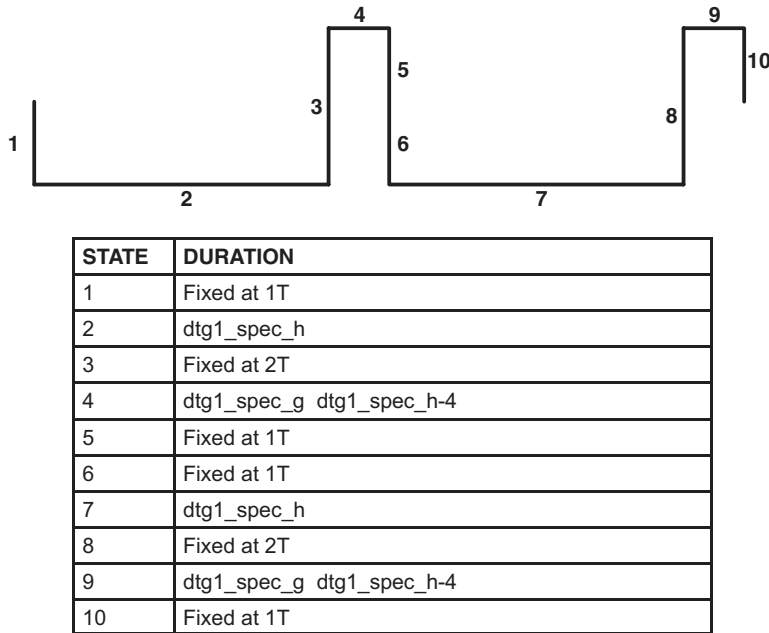 4
9
5
10
3
8
1
6
2
7
STATE DURATION
1 Fixed at 1T
2 dtg1_spec_h
3 Fixed at 2T
4 dtg1_spec_g dtg1_spec_h-4
5 Fixed at 1T
6 Fixed at 1T
7 dtg1_spec_h
8 Fixed at 2T
9 dtg1_spec_g dtg1_spec_h-4
10 Fixed at 1T